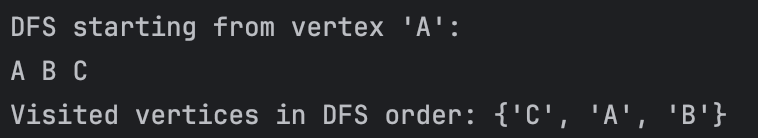 DFS starting from vertex 'A':
A B C
Visited vertices in DFS order: {'C', 'A', 'B'}